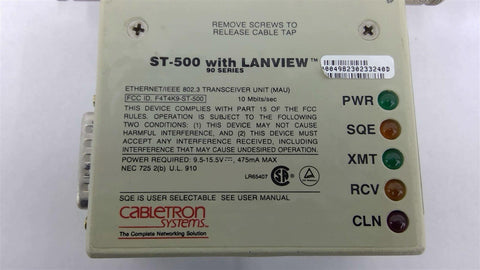 REMOVE SCREWS TO
RELEASE CABLE TAP
ST-500 with LANVIEW™
90 SERIES
000498230233240D
ETHERNET/IEEE 802.3 TRANSCEIVER UNIT (MAU)
FCC ID. F4T4K9-ST-500 10 Mbits/sec
THIS DEVICE COMPLIES WITH PART 15 OF THE FCC
RULES. OPERATION IS SUBJECT TO THE FOLLOWING
TWO CONDITIONS: (1) THIS DEVICE MAY NOT CAUSE
HARMFUL INTERFERENCE, AND (2) THIS DEVICE MUST
ACCEPT ANY INTERFERENCE RECEIVED, INCLUDING
INTERFERENCE THAT MAY CAUSE UNDESIRED OPERATION.
POWER REQUIRED: 9.5-15.5V⎓, 475mA MAX
NEC 725 2(b) U.L. 910
LR65407
PWR
SQE
XMT
RCV
CLN
SQE IS USER SELECTABLE SEE USER MANUAL
CABLETRON
SYSTEMS
The Complete Networking Solution